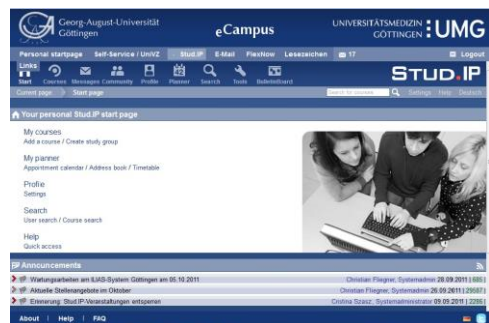 Georg-August-Universität
Göttingen
eCampus
UNIVERSITÄTSMEDIZIN
GÖTTINGEN
UMG
Personal startpage Self-Service / UniVZ Stud.IP E-Mail FlexNow Lesezeichen 17 Logout
Links
Start Courses Messages Community Profile Planner Search Tools
STUD.IP
Current page Start page
Settings Help Deutsch
Your personal Stud.IP start page
My courses
Add a course / Create study group
My planner
Appointment calendar / Address book / Timetable
Profile
Settings
Search
User search / Course search
Help
Quick access
Announcements
Wartungsarbeiten am ILIAS-System Göttingen am 05.10.2011 Christian Fliegner, Systemadmin 28.09.2011 | 685 |
Aktuelle Stellenangebote im Oktober Christian Fliegner, Systemadmin 26.09.2011 | 29587 |
Erinnerung: Stud.IP-Veranstaltungen entsperren Cristina Szasz, Systemadministrator 09.09.2011 | 2286 |
About | Help | FAQ